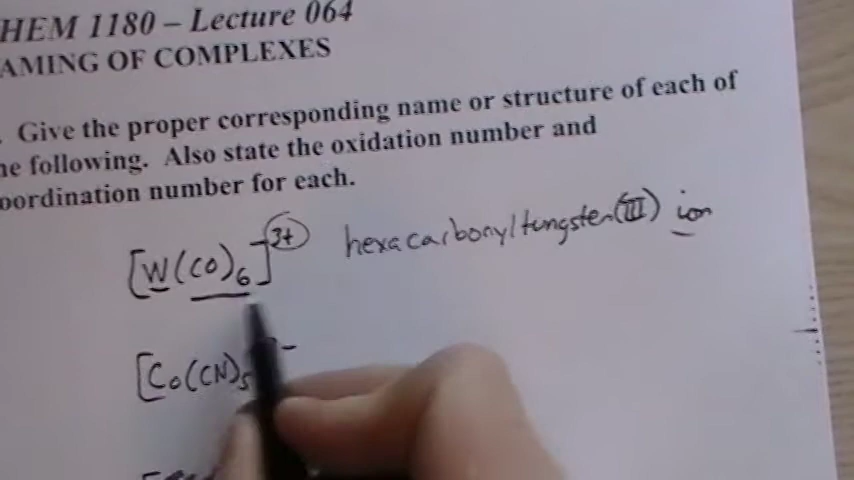 HEM 1180 – Lecture 064
AMING OF COMPLEXES
. Give the proper corresponding name or structure of each of
he following. Also state the oxidation number and
oordination number for each.
[W(CO)6]3+ hexacarbonyltungsten(III) ion
[Co(CN)5 –